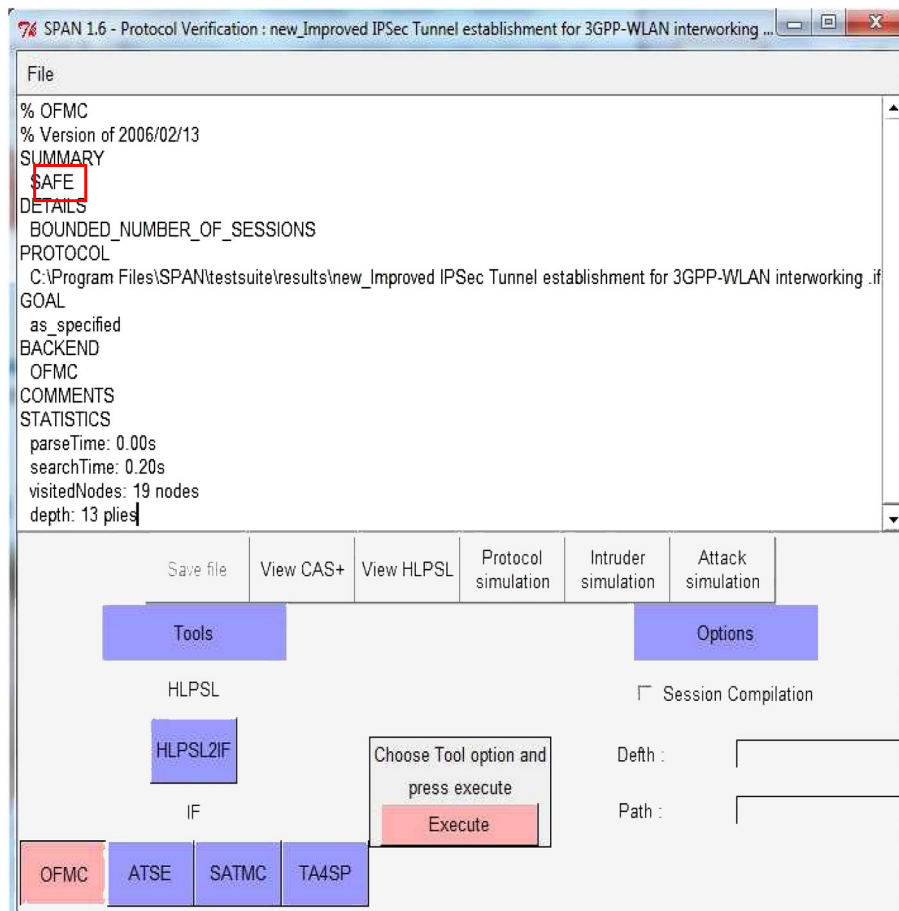 SPAN 1.6 - Protocol Verification : new_Improved IPSec Tunnel establishment for 3GPP-WLAN interworking ...
File
% OFMC
% Version of 2006/02/13
SUMMARY
SAFE
DETAILS
BOUNDED_NUMBER_OF_SESSIONS
PROTOCOL
C:\Program Files\SPAN\testsuite\results\new_Improved IPSec Tunnel establishment for 3GPP-WLAN interworking .if
GOAL
as_specified
BACKEND
OFMC
COMMENTS
STATISTICS
parseTime: 0.00s
searchTime: 0.20s
visitedNodes: 19 nodes
depth: 13 plies
Save file
View CAS+
View HLPSL
Protocol
simulation
Intruder
simulation
Attack
simulation
Tools
Options
HLPSL
Session Compilation
HLPSL2IF
Choose Tool option and
press execute
Execute
Defth :
IF
Path :
OFMC
ATSE
SATMC
TA4SP